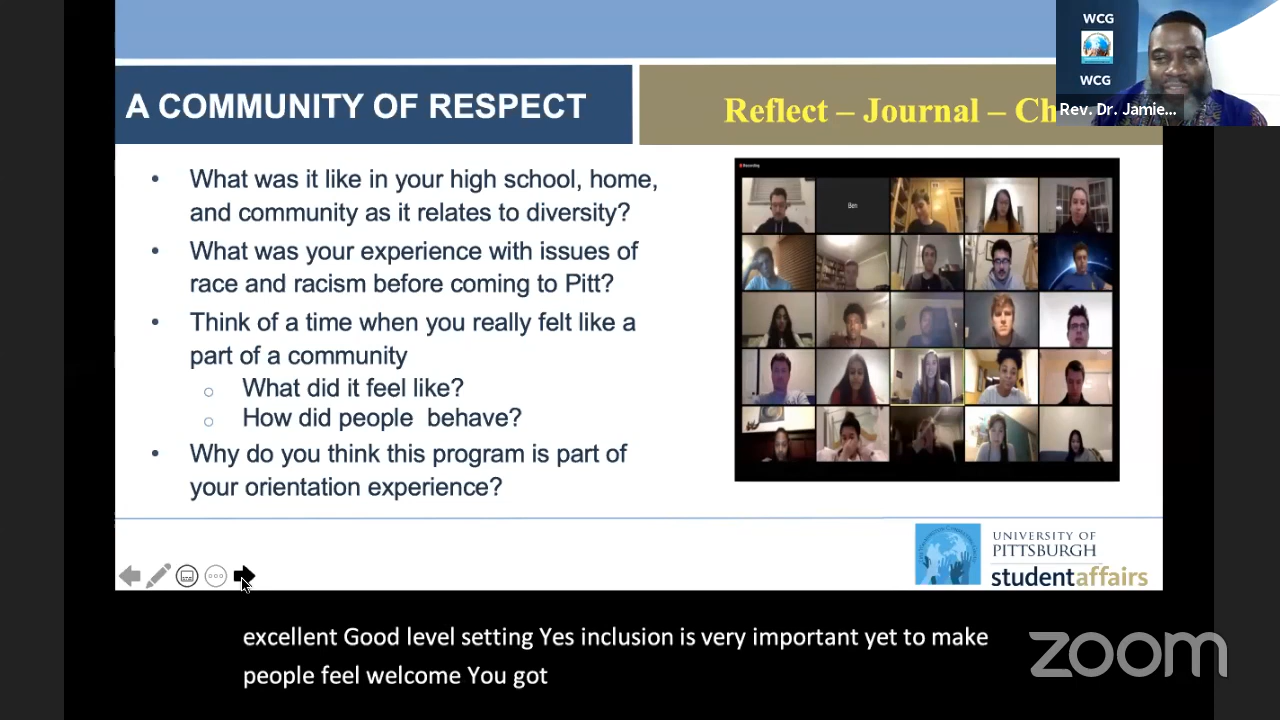 WCG
WCG
Rev. Dr. Jamie...
A COMMUNITY OF RESPECT
Reflect – Journal – Ch
• What was it like in your high school, home,
and community as it relates to diversity?
• What was your experience with issues of
race and racism before coming to Pitt?
• Think of a time when you really felt like a
part of a community
○ What did it feel like?
○ How did people  behave?
• Why do you think this program is part of
your orientation experience?
Recording
Ben
UNIVERSITY OF
PITTSBURGH
studentaffairs
excellent Good level setting Yes inclusion is very important yet to make
people feel welcome You got
zoom